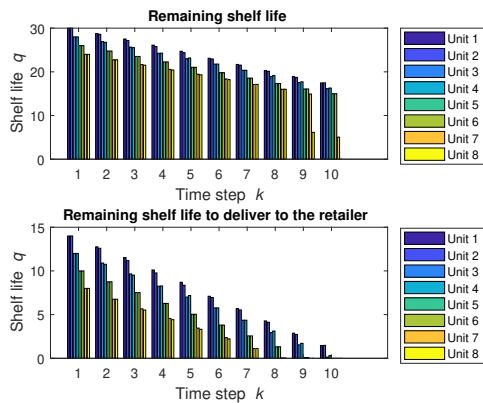 Remaining shelf life
30
20
10
0
Shelf life q
1 2 3 4 5 6 7 8 9 10
Time step k
Unit 1
Unit 2
Unit 3
Unit 4
Unit 5
Unit 6
Unit 7
Unit 8
Remaining shelf life to deliver to the retailer
15
10
5
0
Shelf life q
1 2 3 4 5 6 7 8 9 10
Time step k
Unit 1
Unit 2
Unit 3
Unit 4
Unit 5
Unit 6
Unit 7
Unit 8